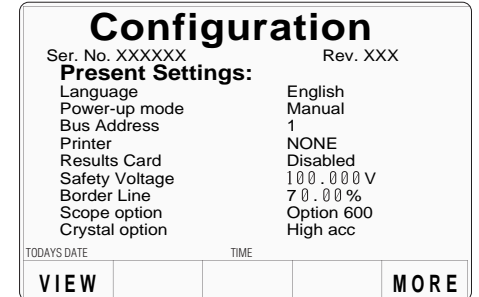 Configuration
Ser. No. XXXXXX Rev. XXX
Present Settings:
Language English
Power-up mode Manual
Bus Address 1
Printer NONE
Results Card Disabled
Safety Voltage 100.000V
Border Line 70.00%
Scope option Option 600
Crystal option High acc
TODAYS DATE TIME
VIEW MORE